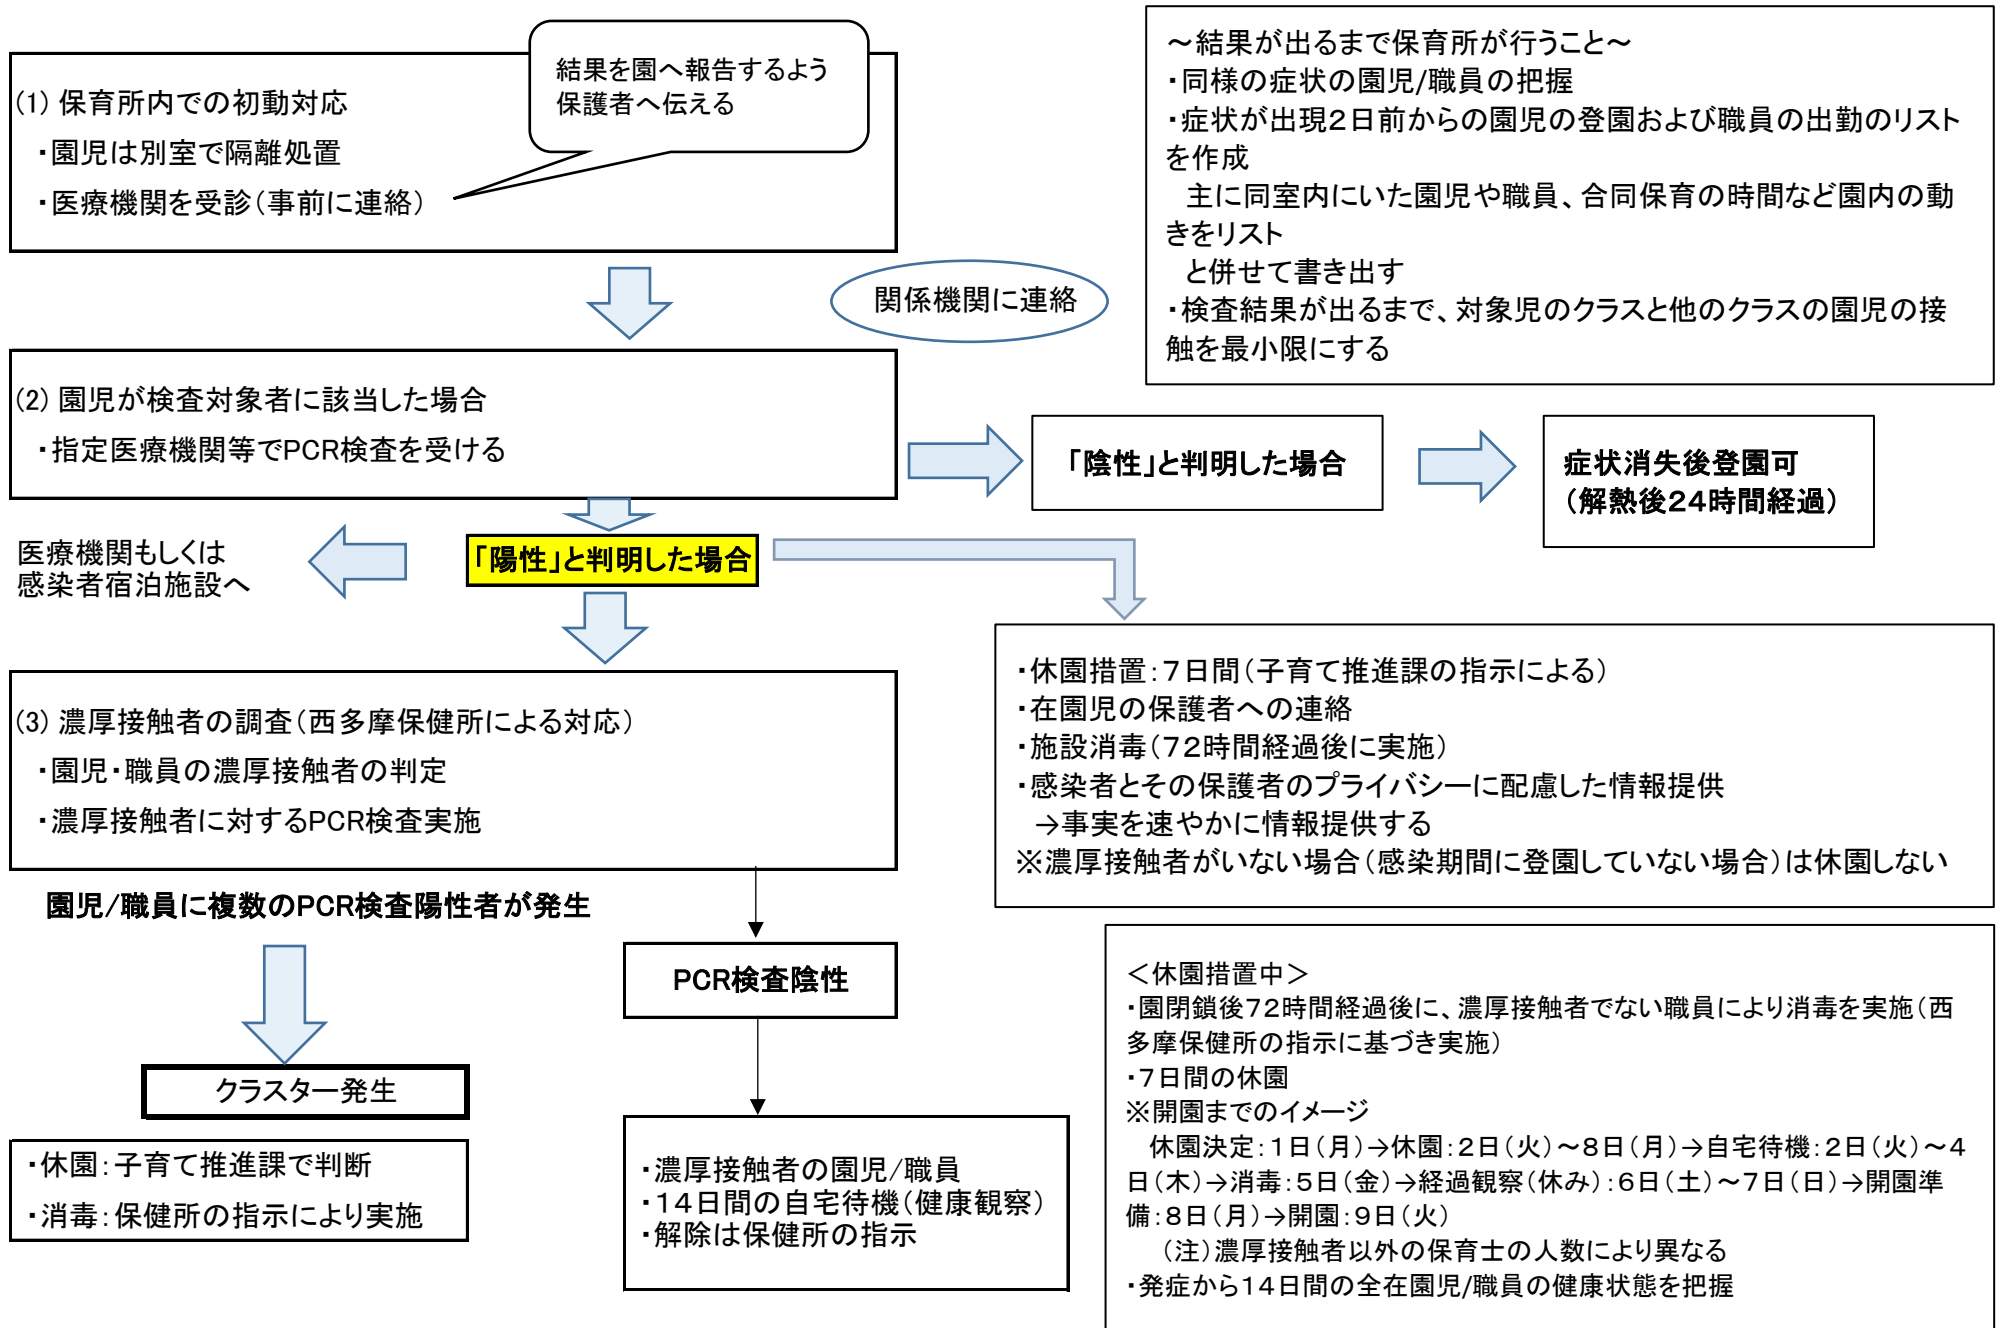 (1) 保育所内での初動対応
・園児は別室で隔離処置
・医療機関を受診(事前に連絡)
結果を園へ報告するよう
保護者へ伝える
関係機関に連絡
～結果が出るまで保育所が行うこと～
・同様の症状の園児/職員の把握
・症状が出現２日前からの園児の登園および職員の出勤のリスト
を作成
主に同室内にいた園児や職員、合同保育の時間など園内の動
きをリスト
と併せて書き出す
・検査結果が出るまで、対象児のクラスと他のクラスの園児の接
触を最小限にする
(2) 園児が検査対象者に該当した場合
・指定医療機関等でPCR検査を受ける
「陰性」と判明した場合
症状消失後登園可
(解熱後２４時間経過)
「陽性」と判明した場合
医療機関もしくは
感染者宿泊施設へ
・休園措置：７日間(子育て推進課の指示による)
・在園児の保護者への連絡
・施設消毒(７２時間経過後に実施)
・感染者とその保護者のプライバシーに配慮した情報提供
→事実を速やかに情報提供する
※濃厚接触者がいない場合(感染期間に登園していない場合)は休園しない
(3) 濃厚接触者の調査(西多摩保健所による対応)
・園児・職員の濃厚接触者の判定
・濃厚接触者に対するPCR検査実施
園児/職員に複数のPCR検査陽性者が発生
クラスター発生
・休園：子育て推進課で判断
・消毒：保健所の指示により実施
PCR検査陰性
・濃厚接触者の園児/職員
・１４日間の自宅待機(健康観察)
・解除は保健所の指示
＜休園措置中＞
・園閉鎖後７２時間経過後に、濃厚接触者でない職員により消毒を実施(西
多摩保健所の指示に基づき実施)
・７日間の休園
※開園までのイメージ
休園決定：１日(月)→休園：２日(火)～８日(月)→自宅待機：２日(火)～４
日(木)→消毒：５日(金)→経過観察(休み)：６日(土)～７日(日)→開園準
備：８日(月)→開園：９日(火)
(注)濃厚接触者以外の保育士の人数により異なる
・発症から１４日間の全在園児/職員の健康状態を把握